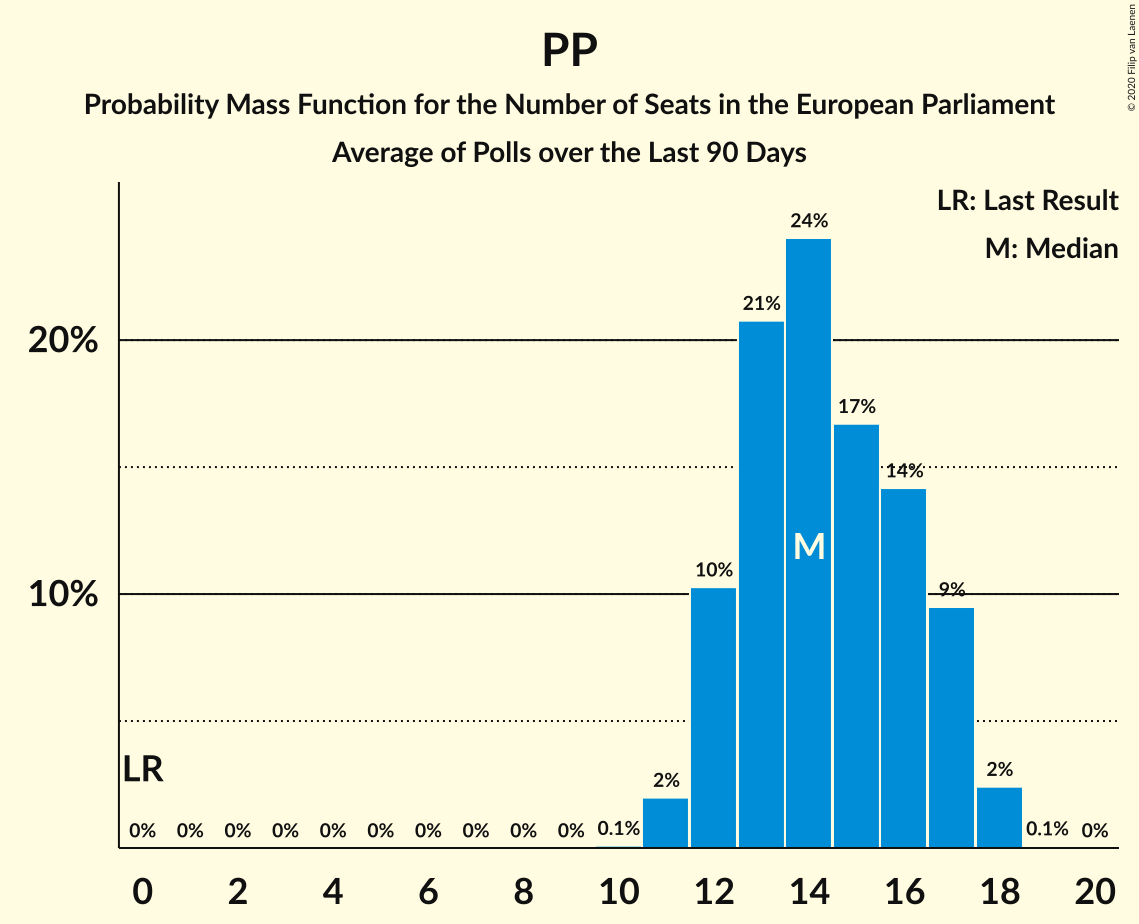 PP
Probability Mass Function for the Number of Seats in the European Parliament
Average of Polls over the Last 90 Days
© 2020 Filip van Laenen
LR: Last Result
M: Median
24%
21%
20%
17%
14%
M
10%
10%
9%
LR
2%
2%
0% 0% 0% 0% 0% 0% 0% 0% 0% 0% 0.1% 0.1% 0%
0 2 4 6 8 10 12 14 16 18 20